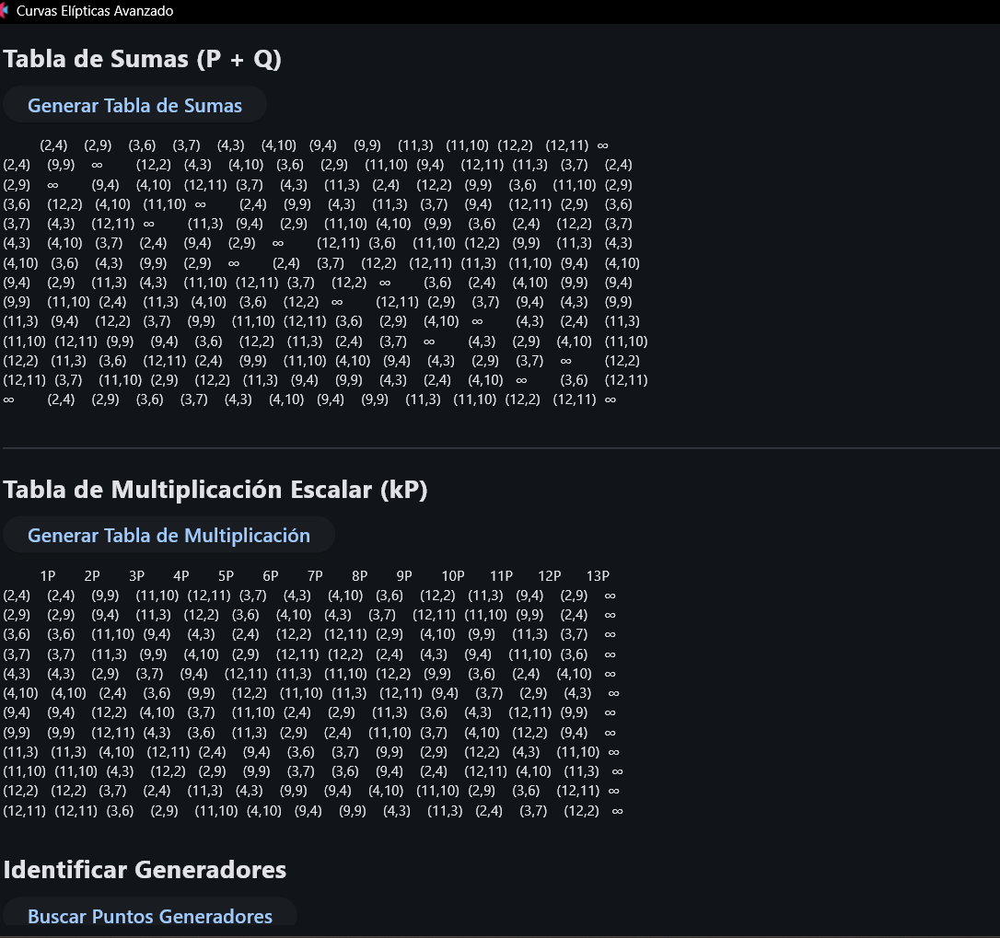 Curvas Elípticas Avanzado
Tabla de Sumas (P + Q)
Generar Tabla de Sumas
(2,4) (2,9) (3,6) (3,7) (4,3) (4,10) (9,4) (9,9) (11,3) (11,10) (12,2) (12,11) ∞
(2,4) (9,9) ∞ (12,2) (4,3) (4,10) (3,6) (2,9) (11,10) (9,4) (12,11) (11,3) (3,7) (2,4)
(2,9) ∞ (9,4) (4,10) (12,11) (3,7) (4,3) (11,3) (2,4) (12,2) (9,9) (3,6) (11,10) (2,9)
(3,6) (12,2) (4,10) (11,10) ∞ (2,4) (9,9) (4,3) (11,3) (3,7) (9,4) (12,11) (2,9) (3,6)
(3,7) (4,3) (12,11) ∞ (11,3) (9,4) (2,9) (11,10) (4,10) (9,9) (3,6) (2,4) (12,2) (3,7)
(4,3) (4,10) (3,7) (2,4) (9,4) (2,9) ∞ (12,11) (3,6) (11,10) (12,2) (9,9) (11,3) (4,3)
(4,10) (3,6) (4,3) (9,9) (2,9) ∞ (2,4) (3,7) (12,2) (12,11) (11,3) (11,10) (9,4) (4,10)
(9,4) (2,9) (11,3) (4,3) (11,10) (12,11) (3,7) (12,2) ∞ (3,6) (2,4) (4,10) (9,9) (9,4)
(9,9) (11,10) (2,4) (11,3) (4,10) (3,6) (12,2) ∞ (12,11) (2,9) (3,7) (9,4) (4,3) (9,9)
(11,3) (9,4) (12,2) (3,7) (9,9) (11,10) (12,11) (3,6) (2,9) (4,10) ∞ (4,3) (2,4) (11,3)
(11,10) (12,11) (9,9) (9,4) (3,6) (12,2) (11,3) (2,4) (3,7) ∞ (4,3) (2,9) (4,10) (11,10)
(12,2) (11,3) (3,6) (12,11) (2,4) (9,9) (11,10) (4,10) (9,4) (4,3) (2,9) (3,7) ∞ (12,2)
(12,11) (3,7) (11,10) (2,9) (12,2) (11,3) (9,4) (9,9) (4,3) (2,4) (4,10) ∞ (3,6) (12,11)
∞ (2,4) (2,9) (3,6) (3,7) (4,3) (4,10) (9,4) (9,9) (11,3) (11,10) (12,2) (12,11) ∞
Tabla de Multiplicación Escalar (kP)
Generar Tabla de Multiplicación
1P 2P 3P 4P 5P 6P 7P 8P 9P 10P 11P 12P 13P
(2,4) (2,4) (9,9) (11,10) (12,11) (3,7) (4,3) (4,10) (3,6) (12,2) (11,3) (9,4) (2,9) ∞
(2,9) (2,9) (9,4) (11,3) (12,2) (3,6) (4,10) (4,3) (3,7) (12,11) (11,10) (9,9) (2,4) ∞
(3,6) (3,6) (11,10) (9,4) (4,3) (2,4) (12,2) (12,11) (2,9) (4,10) (9,9) (11,3) (3,7) ∞
(3,7) (3,7) (11,3) (9,9) (4,10) (2,9) (12,11) (12,2) (2,4) (4,3) (9,4) (11,10) (3,6) ∞
(4,3) (4,3) (2,9) (3,7) (9,4) (12,11) (11,3) (11,10) (12,2) (9,9) (3,6) (2,4) (4,10) ∞
(4,10) (4,10) (2,4) (3,6) (9,9) (12,2) (11,10) (11,3) (12,11) (9,4) (3,7) (2,9) (4,3) ∞
(9,4) (9,4) (12,2) (4,10) (3,7) (11,10) (2,4) (2,9) (11,3) (3,6) (4,3) (12,11) (9,9) ∞
(9,9) (9,9) (12,11) (4,3) (3,6) (11,3) (2,9) (2,4) (11,10) (3,7) (4,10) (12,2) (9,4) ∞
(11,3) (11,3) (4,10) (12,11) (2,4) (9,4) (3,6) (3,7) (9,9) (2,9) (12,2) (4,3) (11,10) ∞
(11,10) (11,10) (4,3) (12,2) (2,9) (9,9) (3,7) (3,6) (9,4) (2,4) (12,11) (4,10) (11,3) ∞
(12,2) (12,2) (3,7) (2,4) (11,3) (4,3) (9,9) (9,4) (4,10) (11,10) (2,9) (3,6) (12,11) ∞
(12,11) (12,11) (3,6) (2,9) (11,10) (4,10) (9,4) (9,9) (4,3) (11,3) (2,4) (3,7) (12,2) ∞
Identificar Generadores
Buscar Puntos Generadores